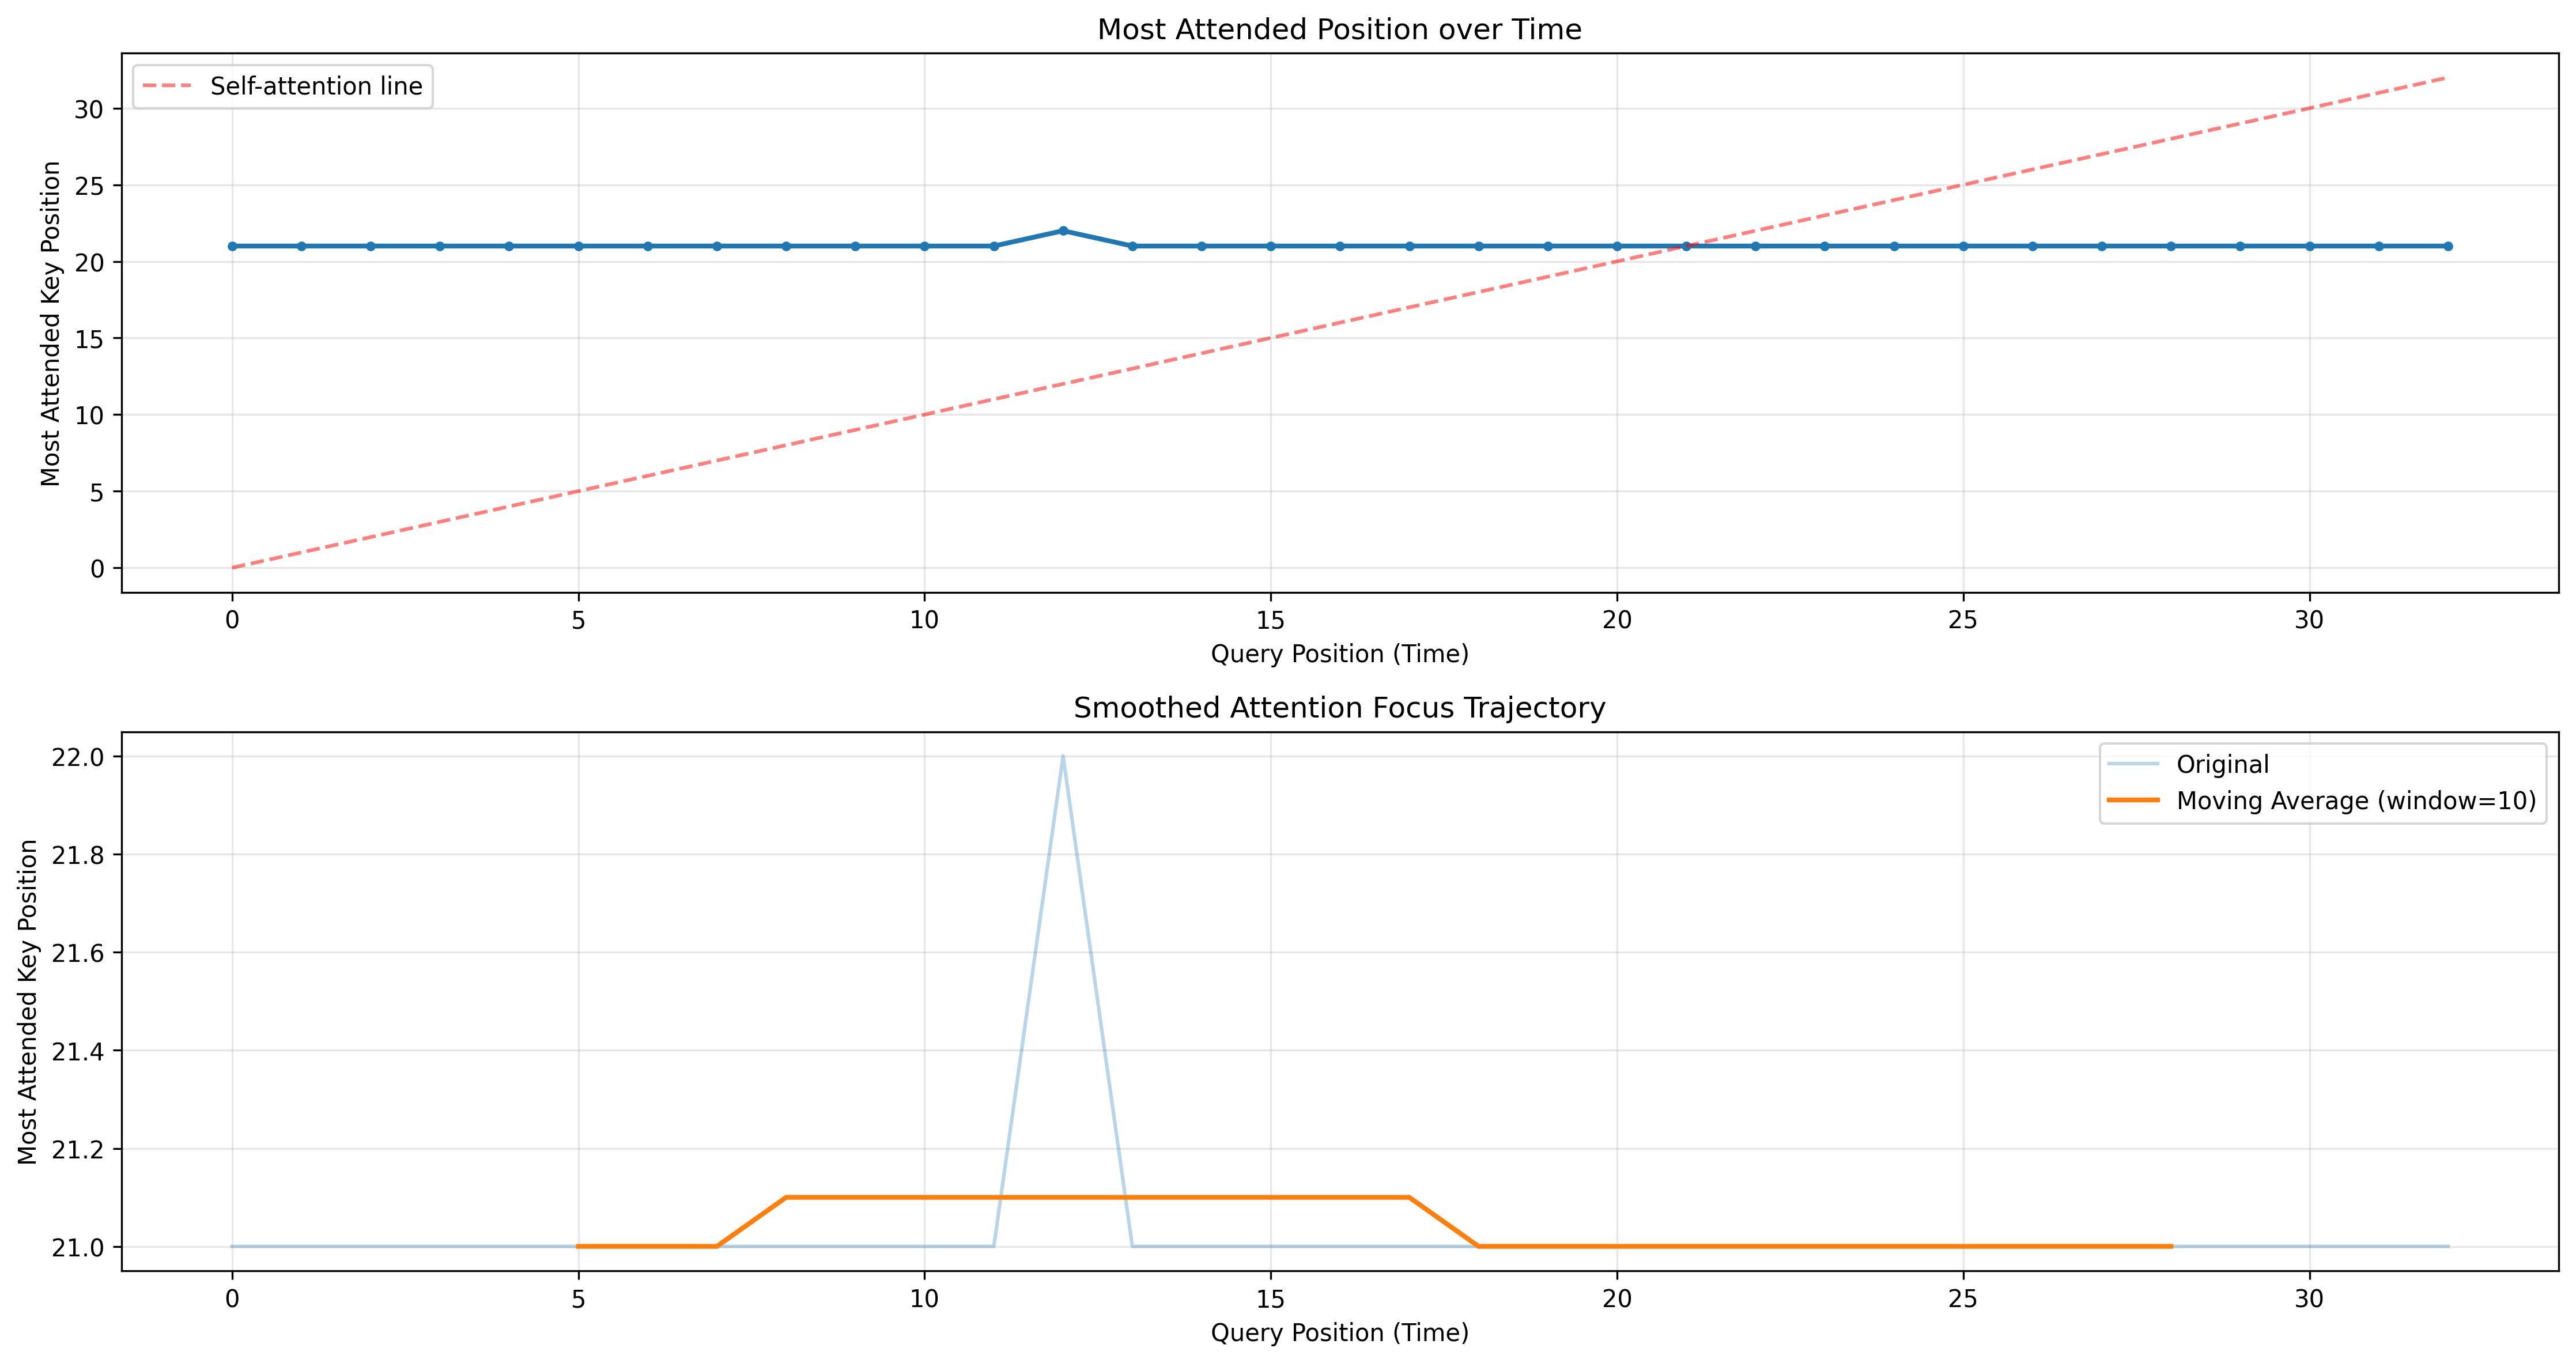 Most Attended Position over Time
Self-attention line
Most Attended Key Position
30
25
20
15
10
5
0
0 5 10 15 20 25 30
Query Position (Time)
Smoothed Attention Focus Trajectory
Original
Moving Average (window=10)
Most Attended Key Position
22.0
21.8
21.6
21.4
21.2
21.0
0 5 10 15 20 25 30
Query Position (Time)